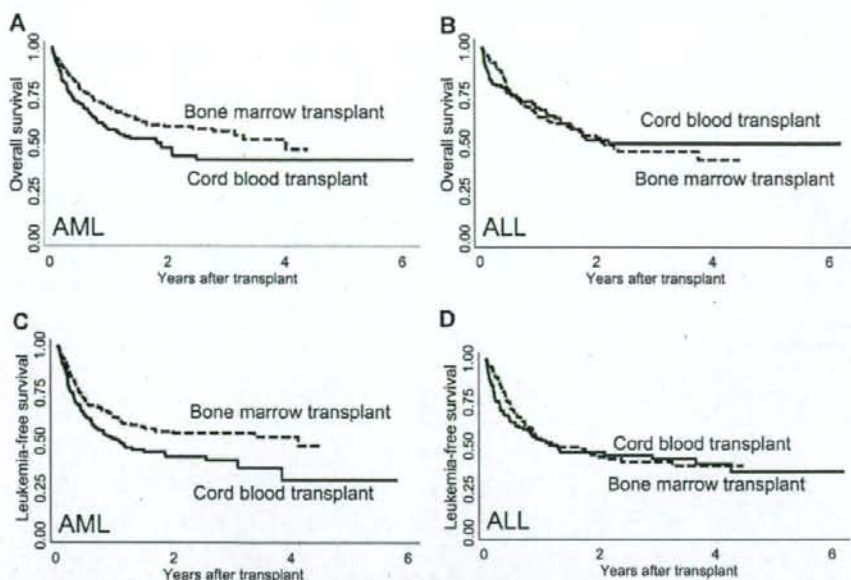 A
Overall survival
1.00
0.75
0.50
0.25
0.00
Bone marrow transplant
Cord blood transplant
AML
2
4
6
0
Years after transplant
B
Overall survival
1.00
0.75
0.50
0.25
0.00
Cord blood transplant
Bone marrow transplant
ALL
0
2
4
6
Years after transplant
C
Leukemia-free survival
1.00
0.75
0.50
0.25
0.00
Bone marrow transplant
Cord blood transplant
AML
0
2
4
6
Years after transplant
D
Leukemia-free survival
1.00
0.75
0.50
0.25
0.00
Cord blood transplant
Bone marrow transplant
ALL
0
2
4
6
Years after transplant